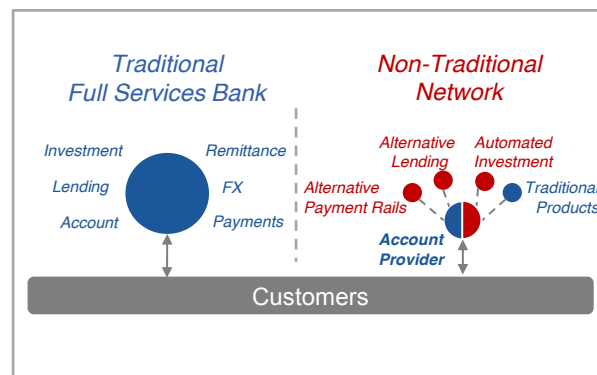 Traditional
Full Services Bank
Investment
Remittance
Lending
FX
Account
Payments
Non-Traditional
Network
Alternative
Lending
Automated
Investment
Alternative
Payment Rails
Traditional
Products
Account
Provider
Customers